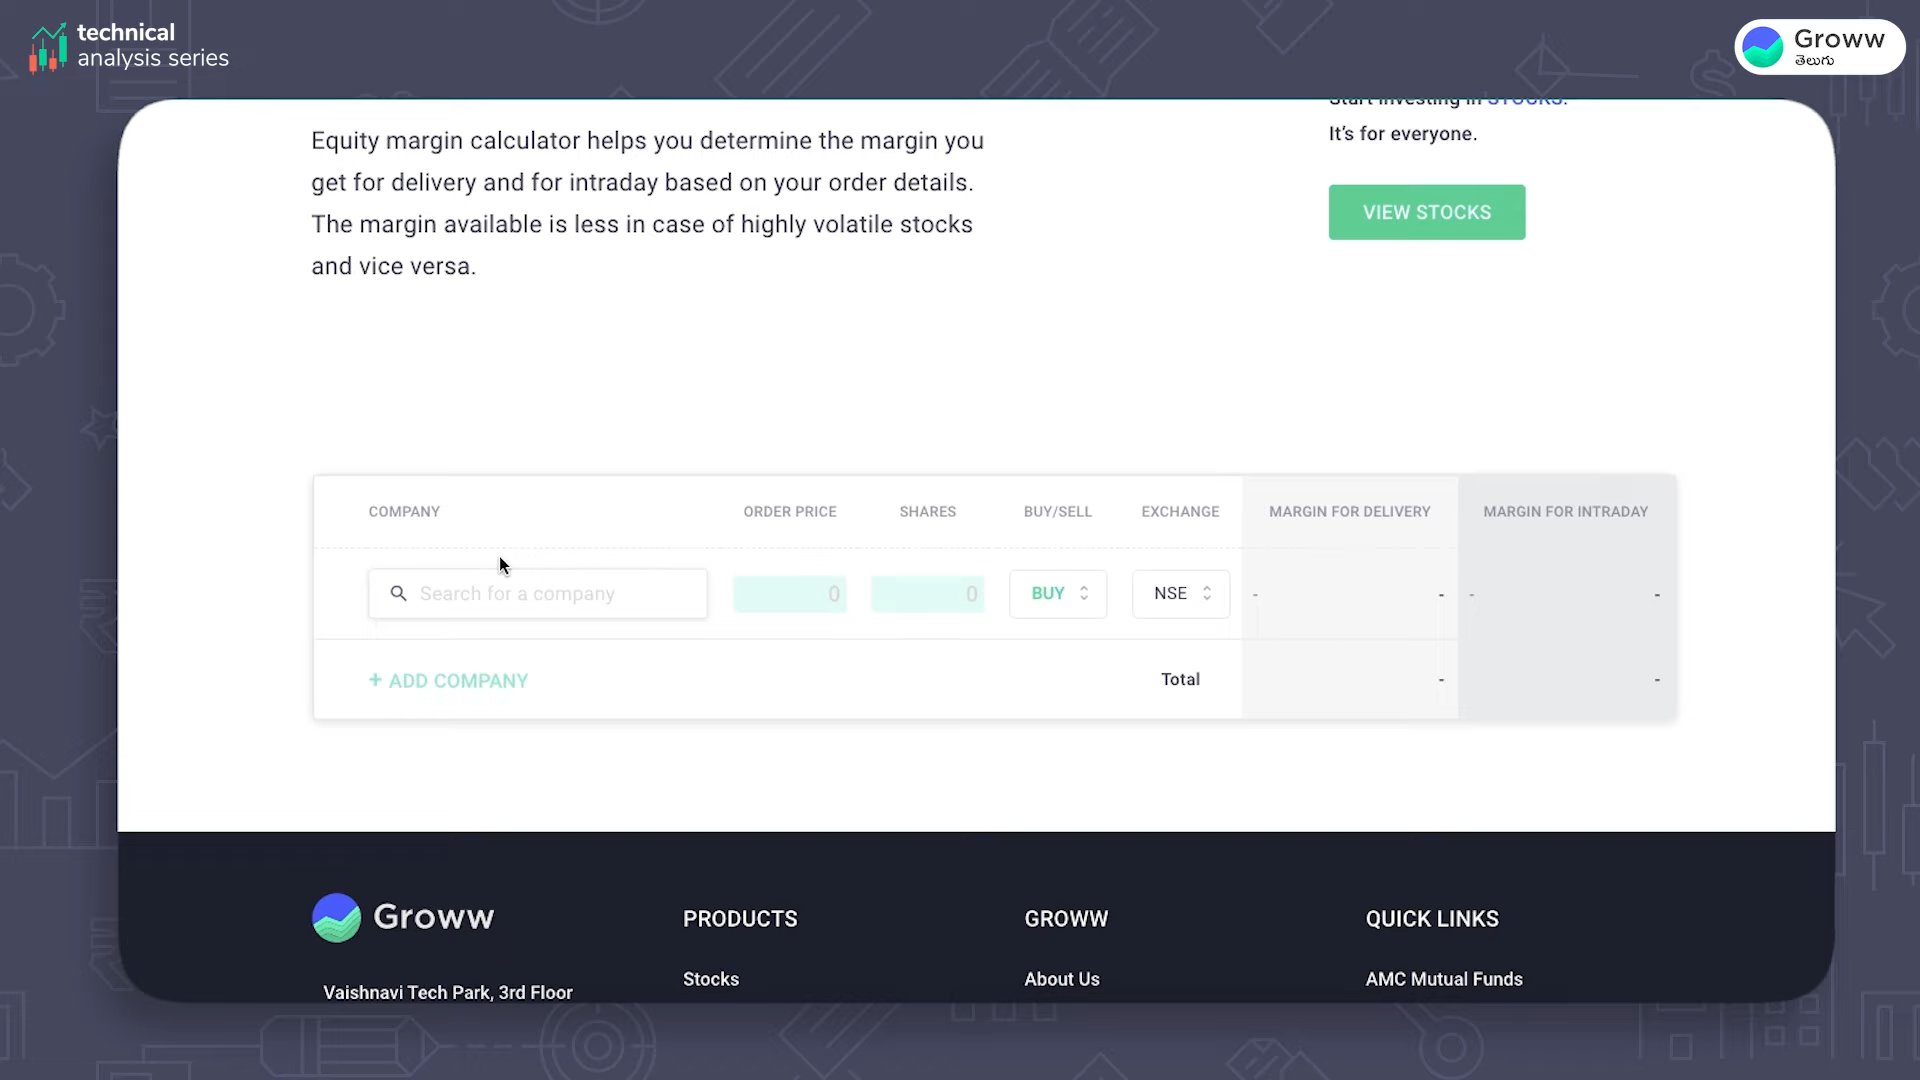 technical
analysis series
Groww
తెలుగు
Start investing in STOCKS.
It's for everyone.
Equity margin calculator helps you determine the margin you
get for delivery and for intraday based on your order details.
The margin available is less in case of highly volatile stocks
and vice versa.
VIEW STOCKS
COMPANY ORDER PRICE SHARES BUY/SELL EXCHANGE MARGIN FOR DELIVERY MARGIN FOR INTRADAY
Search for a company 0 0 BUY NSE - - - -
+ ADD COMPANY Total - -
Groww PRODUCTS GROWW QUICK LINKS
Vaishnavi Tech Park, 3rd Floor Stocks About Us AMC Mutual Funds